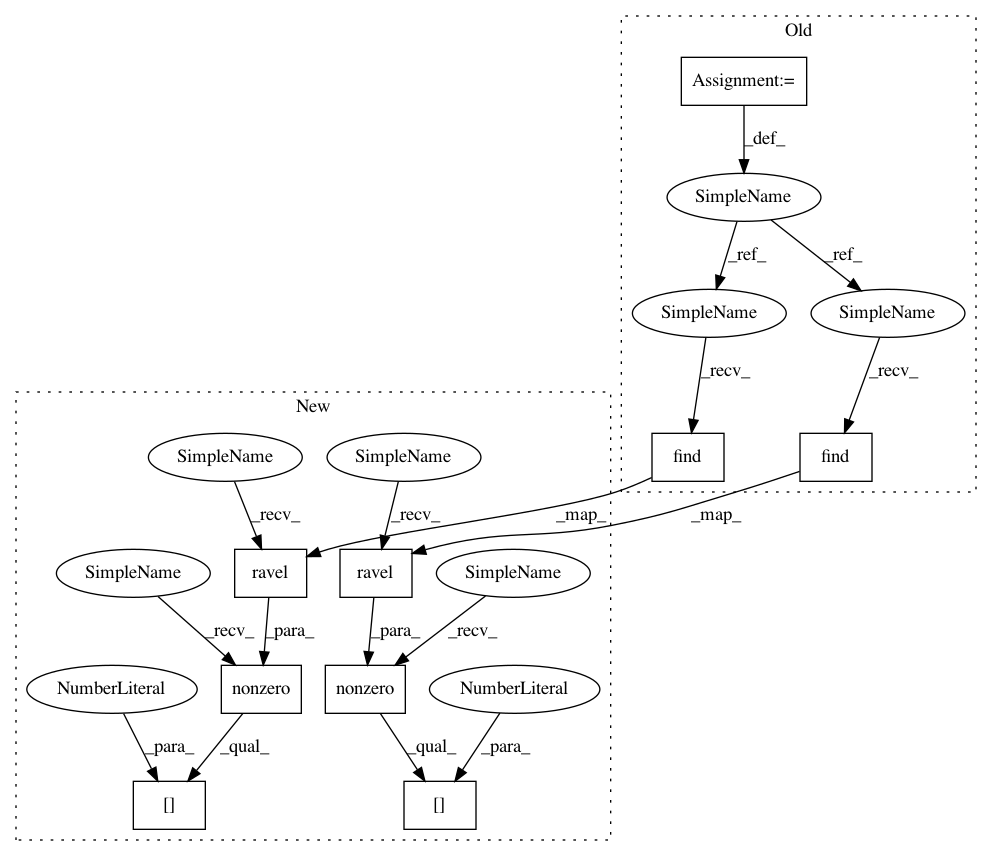 Old
Assignment:=
_def_
SimpleName
_ref_ _ref_
SimpleName SimpleName
_recv_ _recv_
New
SimpleName SimpleName find find
_recv_ _recv_ _map_ _map_
SimpleName ravel ravel SimpleName
_recv_ _para_ _para_ _recv_
NumberLiteral nonzero nonzero NumberLiteral
_para_ _qual_ _qual_ _para_
[] []